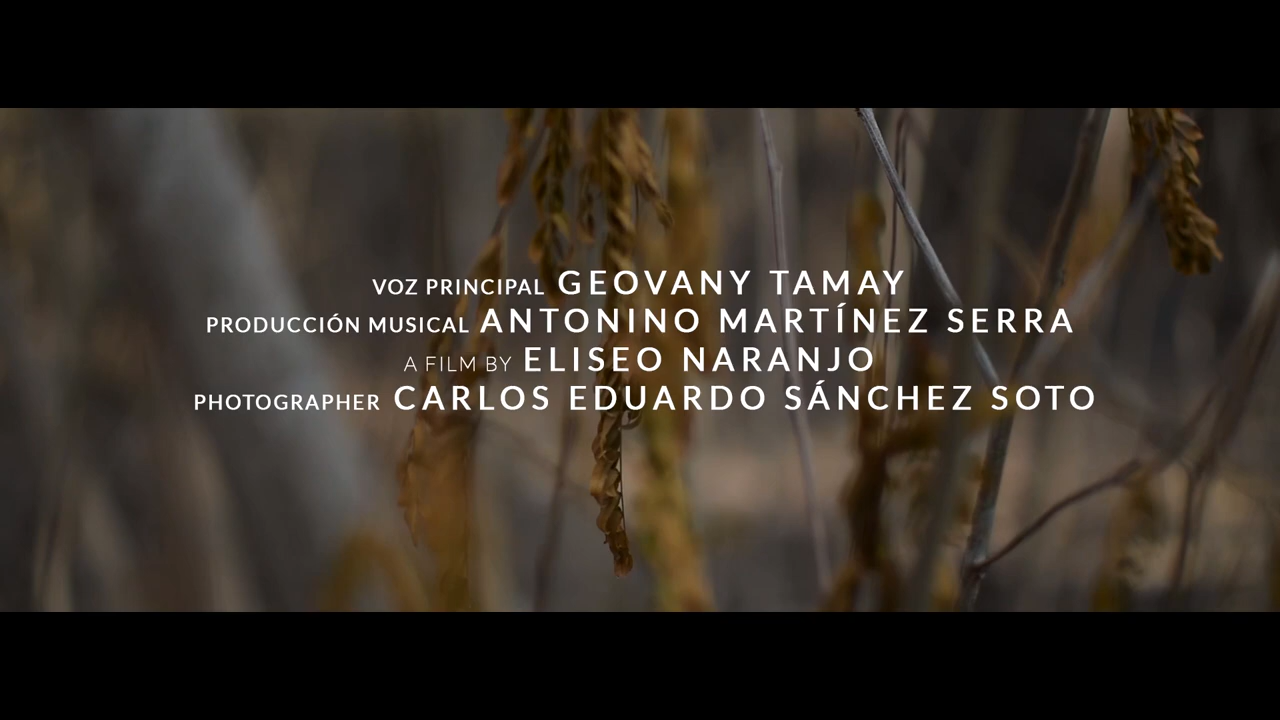 VOZ PRINCIPAL GEOVANY TAMAY
PRODUCCIÓN MUSICAL ANTONINO MARTÍNEZ SERRA
A FILM BY ELISEO NARANJO
PHOTOGRAPHER CARLOS EDUARDO SÁNCHEZ SOTO